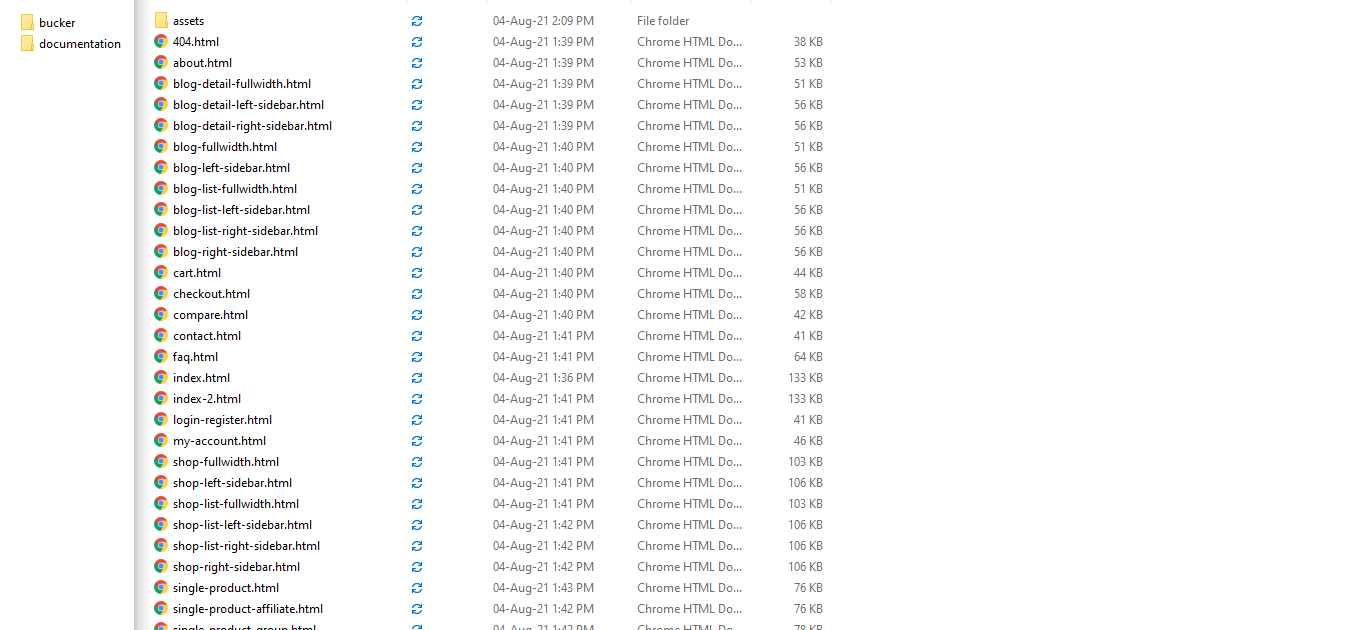 bucker
documentation
assets 04-Aug-21 2:09 PM File folder
404.html 04-Aug-21 1:39 PM Chrome HTML Do... 38 KB
about.html 04-Aug-21 1:39 PM Chrome HTML Do... 53 KB
blog-detail-fullwidth.html 04-Aug-21 1:39 PM Chrome HTML Do... 51 KB
blog-detail-left-sidebar.html 04-Aug-21 1:39 PM Chrome HTML Do... 56 KB
blog-detail-right-sidebar.html 04-Aug-21 1:39 PM Chrome HTML Do... 56 KB
blog-fullwidth.html 04-Aug-21 1:40 PM Chrome HTML Do... 51 KB
blog-left-sidebar.html 04-Aug-21 1:40 PM Chrome HTML Do... 56 KB
blog-list-fullwidth.html 04-Aug-21 1:40 PM Chrome HTML Do... 51 KB
blog-list-left-sidebar.html 04-Aug-21 1:40 PM Chrome HTML Do... 56 KB
blog-list-right-sidebar.html 04-Aug-21 1:40 PM Chrome HTML Do... 56 KB
blog-right-sidebar.html 04-Aug-21 1:40 PM Chrome HTML Do... 56 KB
cart.html 04-Aug-21 1:40 PM Chrome HTML Do... 44 KB
checkout.html 04-Aug-21 1:40 PM Chrome HTML Do... 58 KB
compare.html 04-Aug-21 1:40 PM Chrome HTML Do... 42 KB
contact.html 04-Aug-21 1:41 PM Chrome HTML Do... 41 KB
faq.html 04-Aug-21 1:41 PM Chrome HTML Do... 64 KB
index.html 04-Aug-21 1:36 PM Chrome HTML Do... 133 KB
index-2.html 04-Aug-21 1:41 PM Chrome HTML Do... 133 KB
login-register.html 04-Aug-21 1:41 PM Chrome HTML Do... 41 KB
my-account.html 04-Aug-21 1:41 PM Chrome HTML Do... 46 KB
shop-fullwidth.html 04-Aug-21 1:41 PM Chrome HTML Do... 103 KB
shop-left-sidebar.html 04-Aug-21 1:41 PM Chrome HTML Do... 106 KB
shop-list-fullwidth.html 04-Aug-21 1:41 PM Chrome HTML Do... 103 KB
shop-list-left-sidebar.html 04-Aug-21 1:42 PM Chrome HTML Do... 106 KB
shop-list-right-sidebar.html 04-Aug-21 1:42 PM Chrome HTML Do... 106 KB
shop-right-sidebar.html 04-Aug-21 1:42 PM Chrome HTML Do... 106 KB
single-product.html 04-Aug-21 1:43 PM Chrome HTML Do... 76 KB
single-product-affiliate.html 04-Aug-21 1:42 PM Chrome HTML Do... 76 KB
single-product-group.html 04-Aug-21 1:42 PM Chrome HTML Do... 78 KB